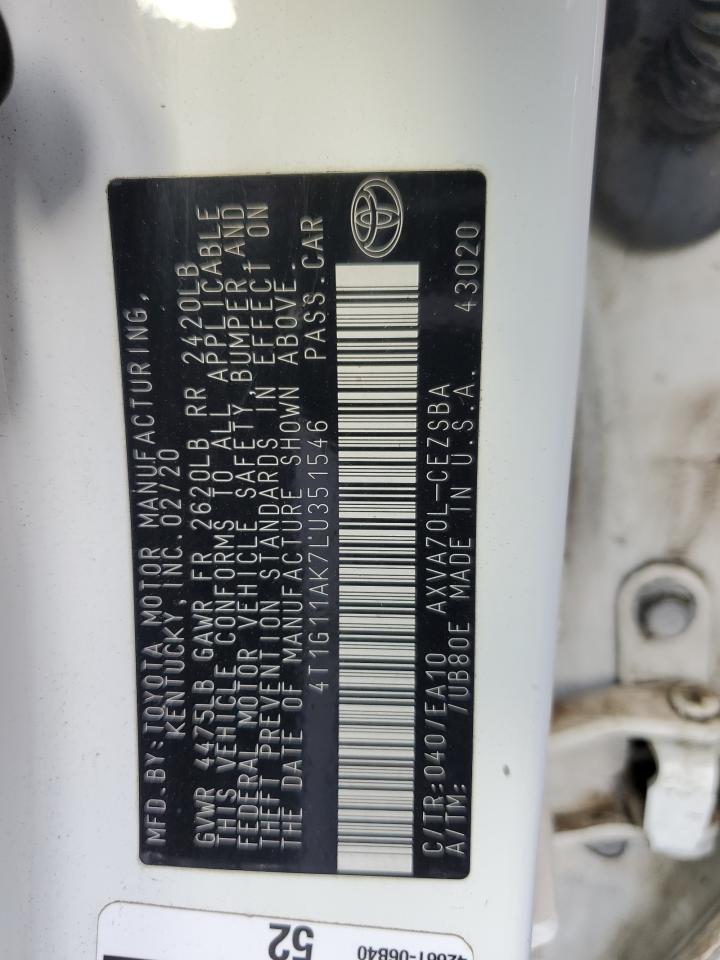 MFD.BY:TOYOTA MOTOR MANUFACTURING,
KENTUCKY, INC.02/20
GVWR 4475LB GAWR FR 2620LB RR 2420LB
THIS VEHICLE CONFORMS TO ALL APPLICABLE
FEDERAL MOTOR VEHICLE SAFETY BUMPER,AND
THEFT PREVENTION STANDARDS IN EFFECT ON
THE DATE OF MANUFACTURE SHOWN ABOVE.
4T1G11AK7LU351546 PASS.CAR
C/TR:040/EA10 AXVA70L-CEZSBA 43020
A/TM: /UB80E MADE IN U.S.A.
52
42661-06B40